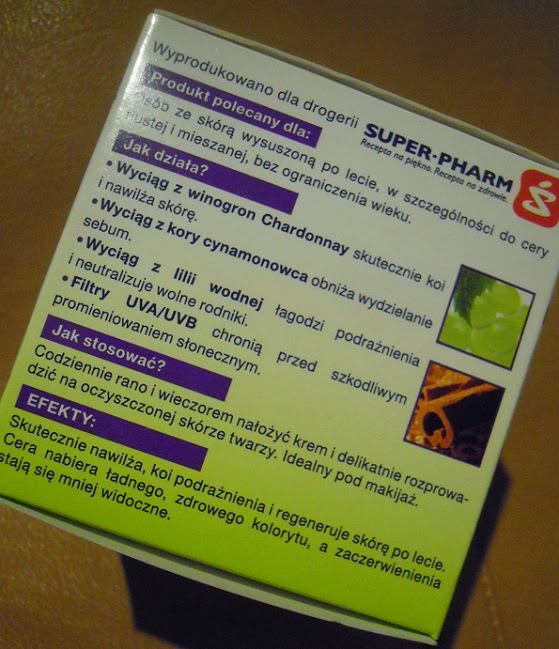 Wyprodukowano dla drogerii
SUPER-PHARM
Recepta na piękno. Recepta na zdrowie.
Produkt polecany dla:
Osób ze skórą wysuszoną po lecie, w szczególności do cery
tłustej i mieszanej, bez ograniczenia wieku.
Jak działa?
• Wyciąg z winogron Chardonnay skutecznie koi
i nawilża skórę.
• Wyciąg z kory cynamonowca obniża wydzielanie
sebum.
• Wyciąg z lilii wodnej łagodzi podrażnienia
i neutralizuje wolne rodniki.
• Filtry UVA/UVB chronią przed szkodliwym
promieniowaniem słonecznym.
Jak stosować?
Codziennie rano i wieczorem nałożyć krem i delikatnie rozprowa-
dzić na oczyszczonej skórze twarzy. Idealny pod makijaż.
EFEKTY:
Skutecznie nawilża, koi podrażnienia i regeneruje skórę po lecie.
Cera nabiera ładnego, zdrowego kolorytu, a zaczerwienienia
stają się mniej widoczne.